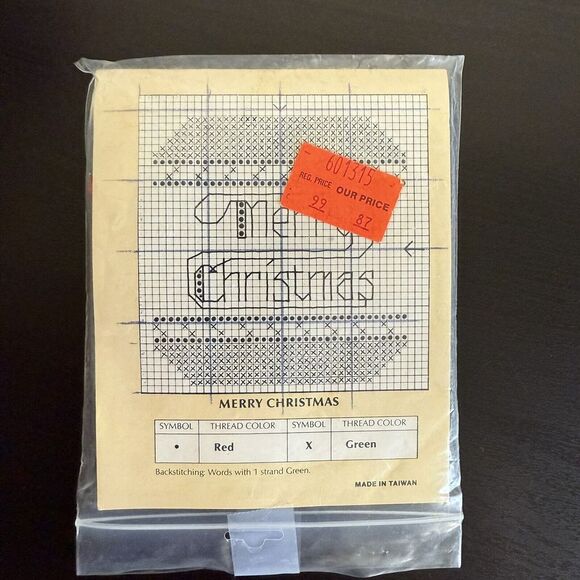 601315
REG. PRICE OUR PRICE
99 87
Merry
Christmas
MERRY CHRISTMAS
SYMBOL THREAD COLOR SYMBOL THREAD COLOR
• Red X Green
Backstitching: Words with 1 strand Green.
MADE IN TAIWAN